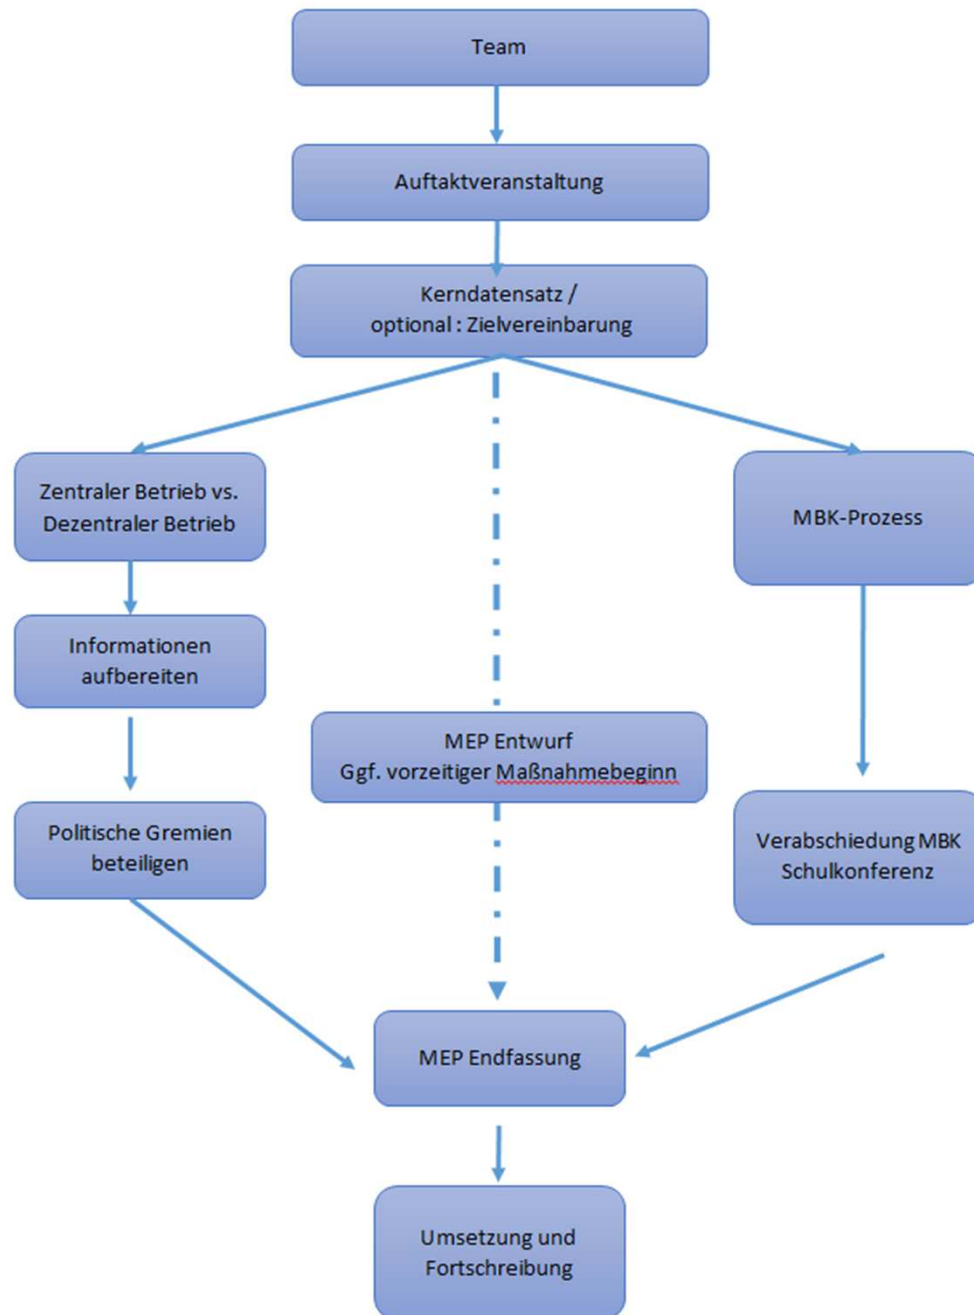 Team
Auftaktveranstaltung
Kerndatensatz /
optional : Zielvereinbarung
Zentraler Betrieb vs.
Dezentraler Betrieb
MBK-Prozess
Informationen
aufbereiten
MEP Entwurf
Ggf. vorzeitiger Maßnahmebeginn
Politische Gremien
beteiligen
Verabschiedung MBK
Schulkonferenz
MEP Endfassung
Umsetzung und
Fortschreibung